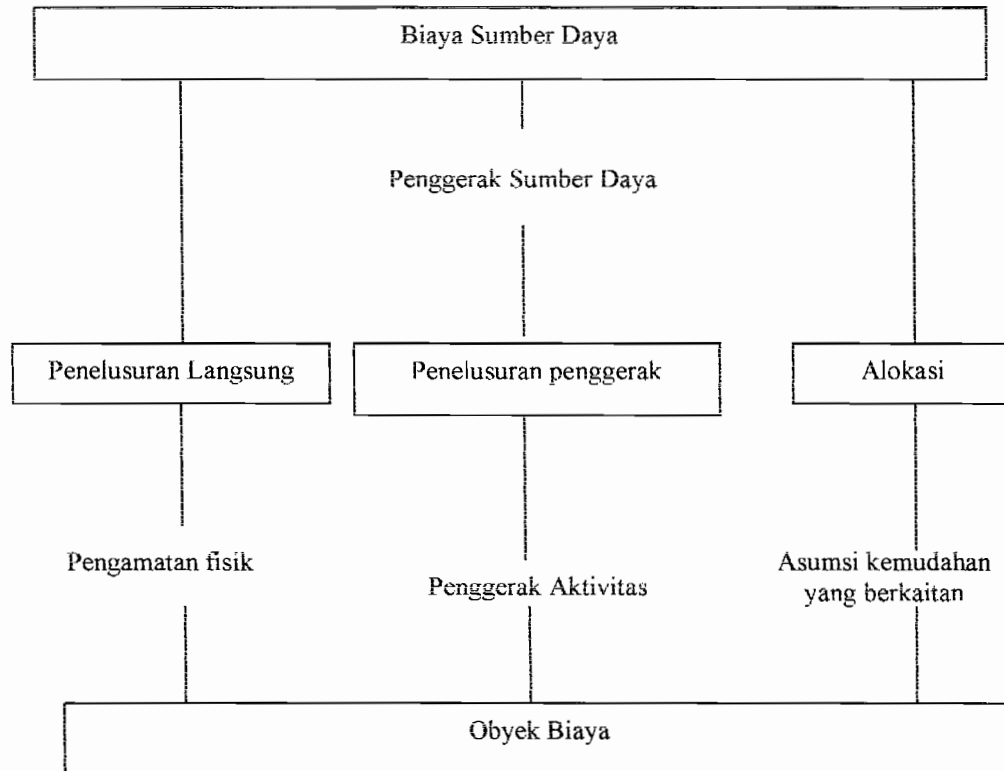 Biaya Sumber Daya
Penggerak Sumber Daya
Penelusuran Langsung
Penelusuran penggerak
Alokasi
Pengamatan fisik
Penggerak Aktivitas
Asumsi kemudahan
yang berkaitan
Obyek Biaya